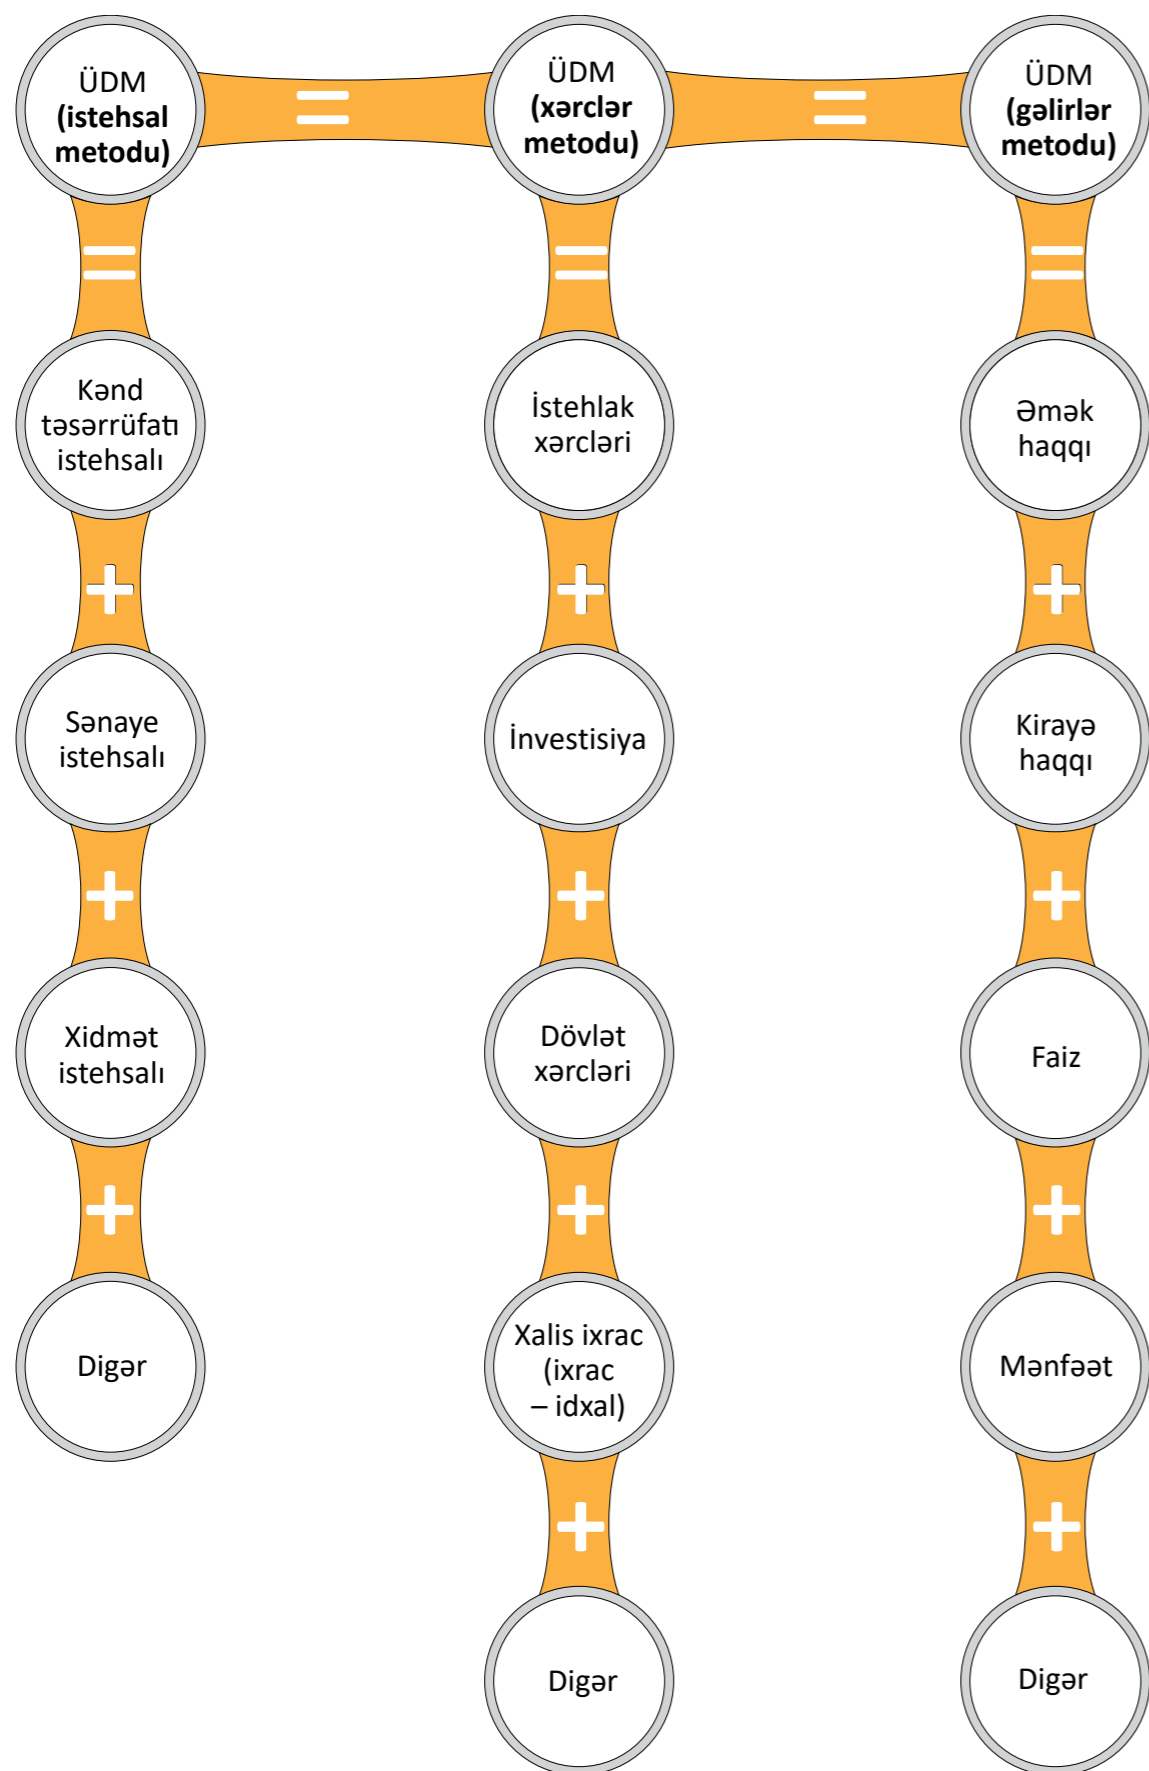 ÜDM
(istehsal
metodu)
=
ÜDM
(xərclər
metodu)
=
ÜDM
(gəlirlər
metodu)
=
Kənd
təsərrüfatı
istehsalı
+
Sənaye
istehsalı
+
Xidmət
istehsalı
+
Digər
=
İstehlak
xərcləri
+
İnvestisiya
+
Dövlət
xərcləri
+
Xalis ixrac
(ixrac
– idxal)
+
Digər
=
Əmək
haqqı
+
Kirayə
haqqı
+
Faiz
+
Mənfəət
+
Digər